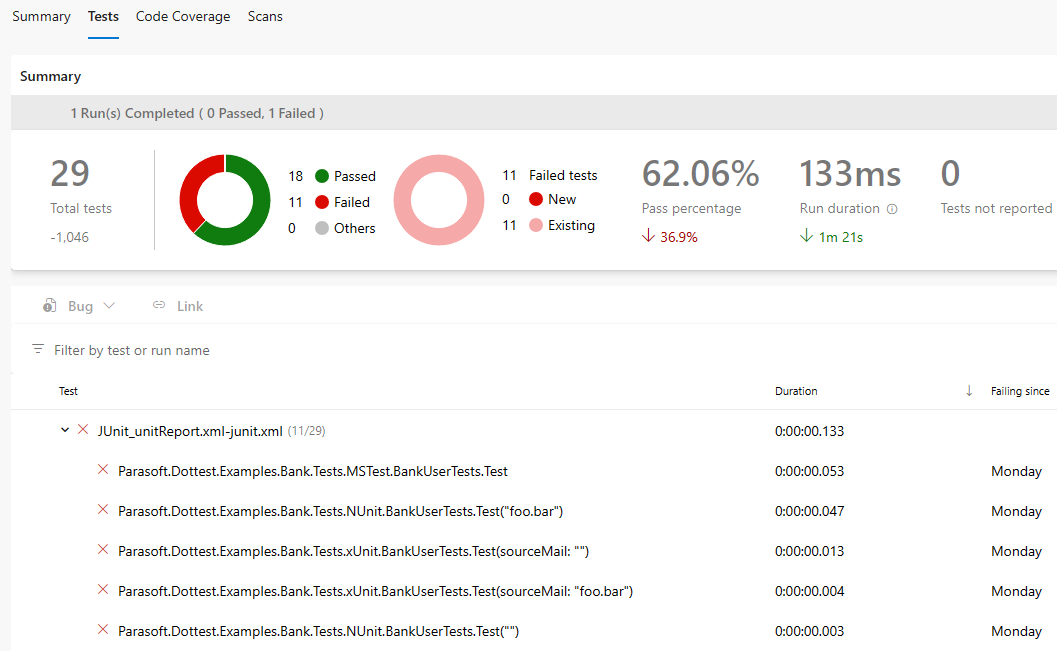 Summary Tests Code Coverage Scans
Summary
1 Run(s) Completed ( 0 Passed, 1 Failed )
29
Total tests
-1,046
18 Passed
11 Failed
0 Others
11 Failed tests
0 New
11 Existing
62.06%
Pass percentage
36.9%
133ms
Run duration
1m 21s
0
Tests not reported
Bug Link
Filter by test or run name
Test Duration Failing since
JUnit_unitReport.xml-junit.xml (11/29) 0:00:00.133
Parasoft.Dottest.Examples.Bank.Tests.MSTest.BankUserTests.Test 0:00:00.053 Monday
Parasoft.Dottest.Examples.Bank.Tests.NUnit.BankUserTests.Test("foo.bar") 0:00:00.047 Monday
Parasoft.Dottest.Examples.Bank.Tests.xUnit.BankUserTests.Test(sourceMail: "") 0:00:00.013 Monday
Parasoft.Dottest.Examples.Bank.Tests.xUnit.BankUserTests.Test(sourceMail: "foo.bar") 0:00:00.004 Monday
Parasoft.Dottest.Examples.Bank.Tests.NUnit.BankUserTests.Test("") 0:00:00.003 Monday